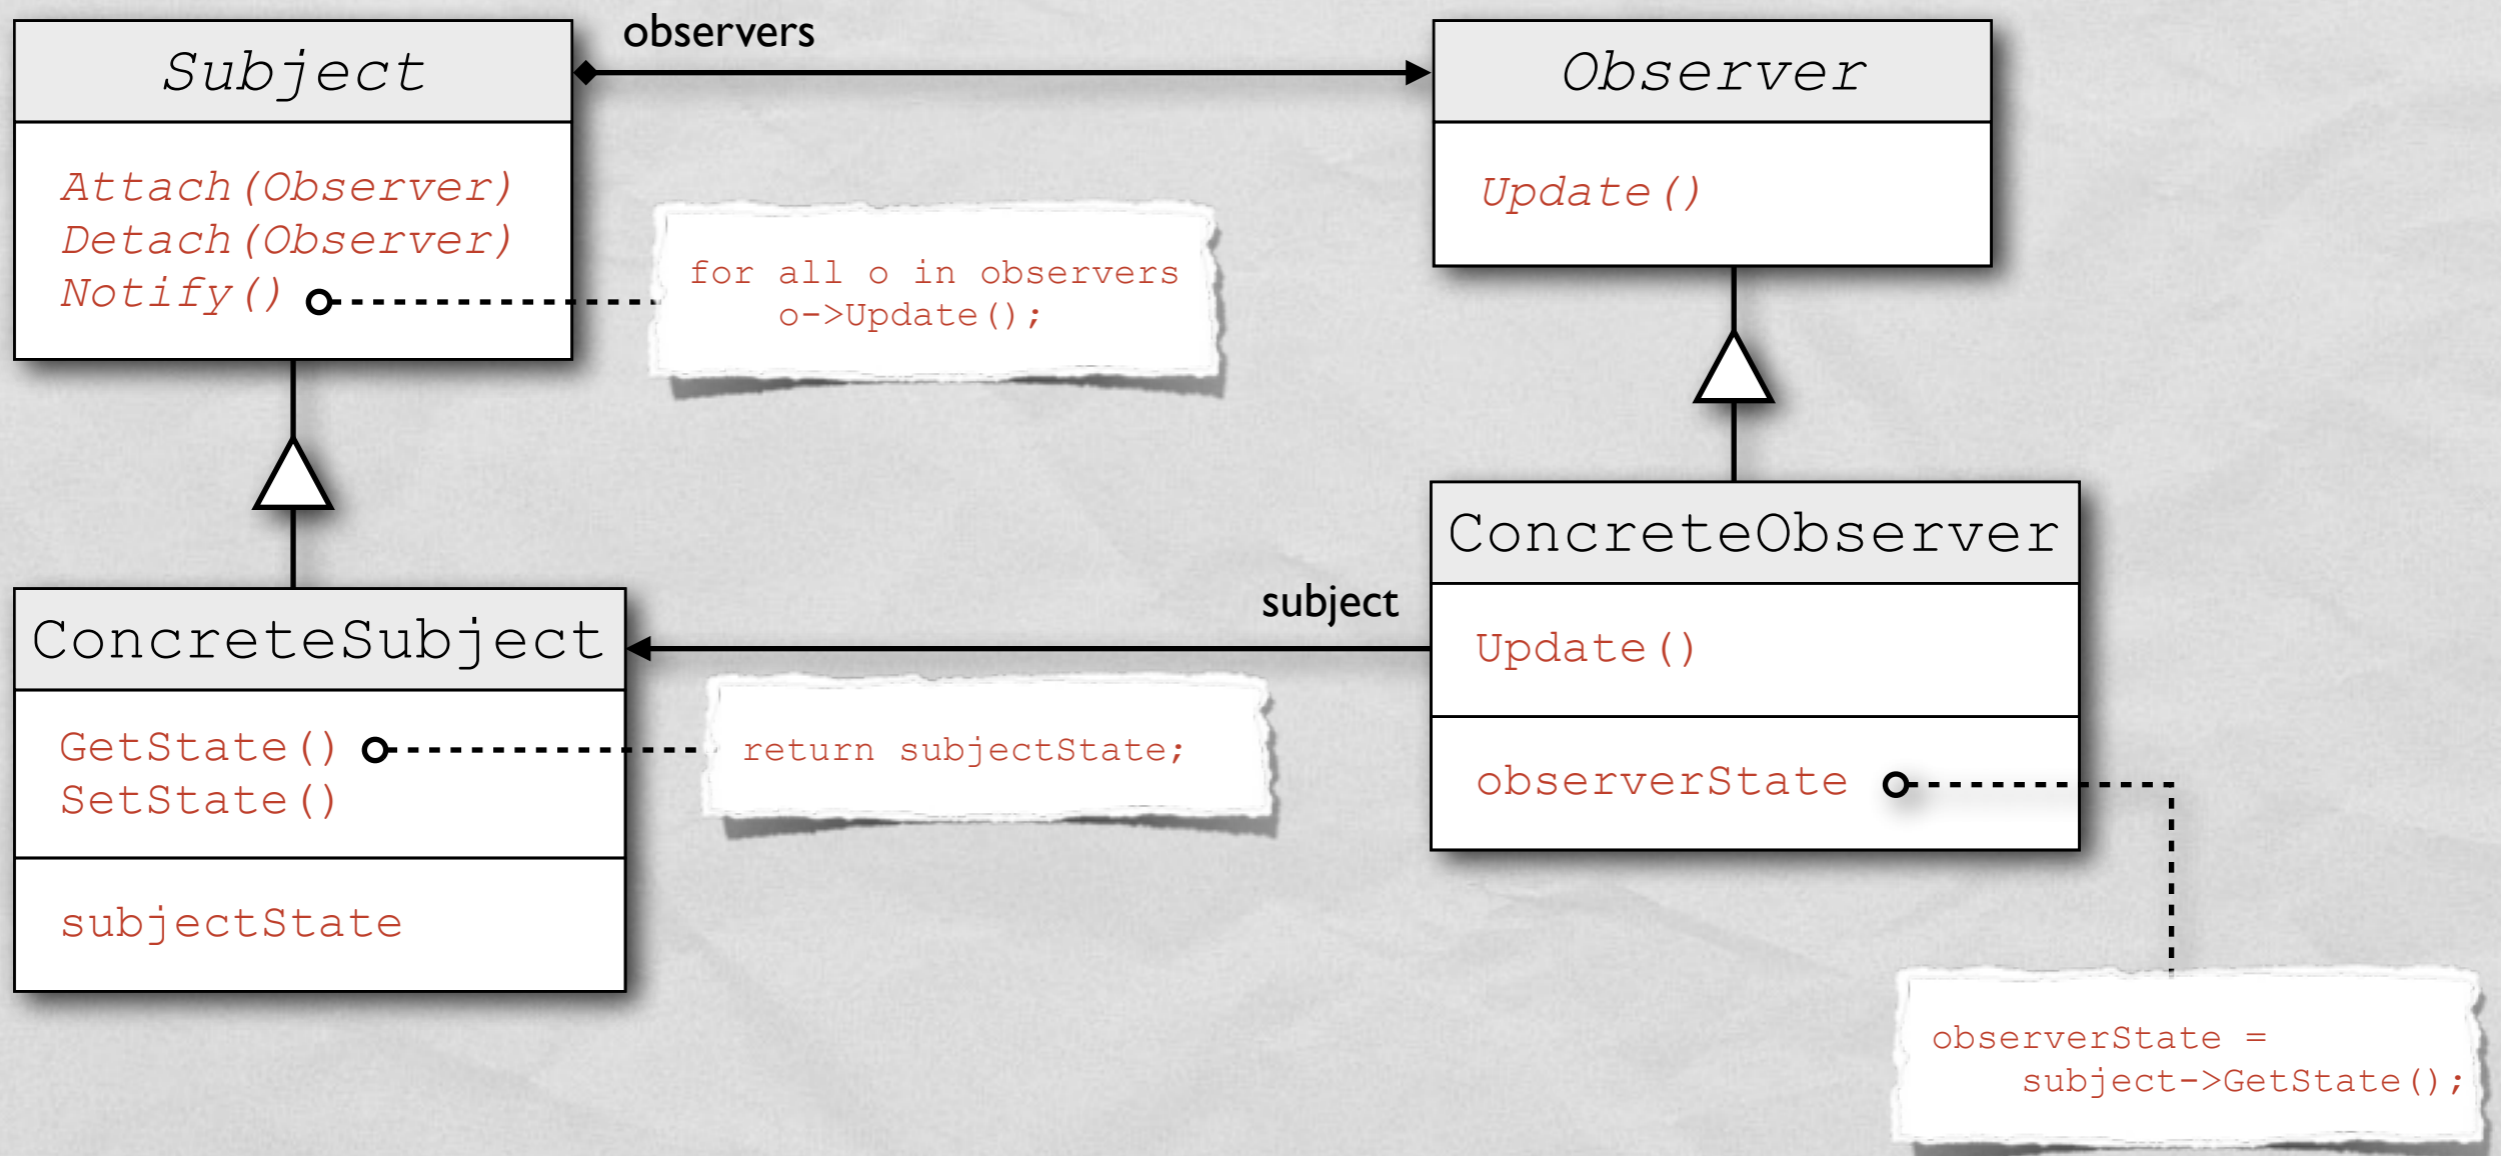 Subject
Attach(Observer)
Detach(Observer)
Notify()
observers
for all o in observers
o->Update();
Observer
Update()
ConcreteSubject
GetState()
SetState()
subjectState
subject
return subjectState;
ConcreteObserver
Update()
observerState
observerState =
subject->GetState();